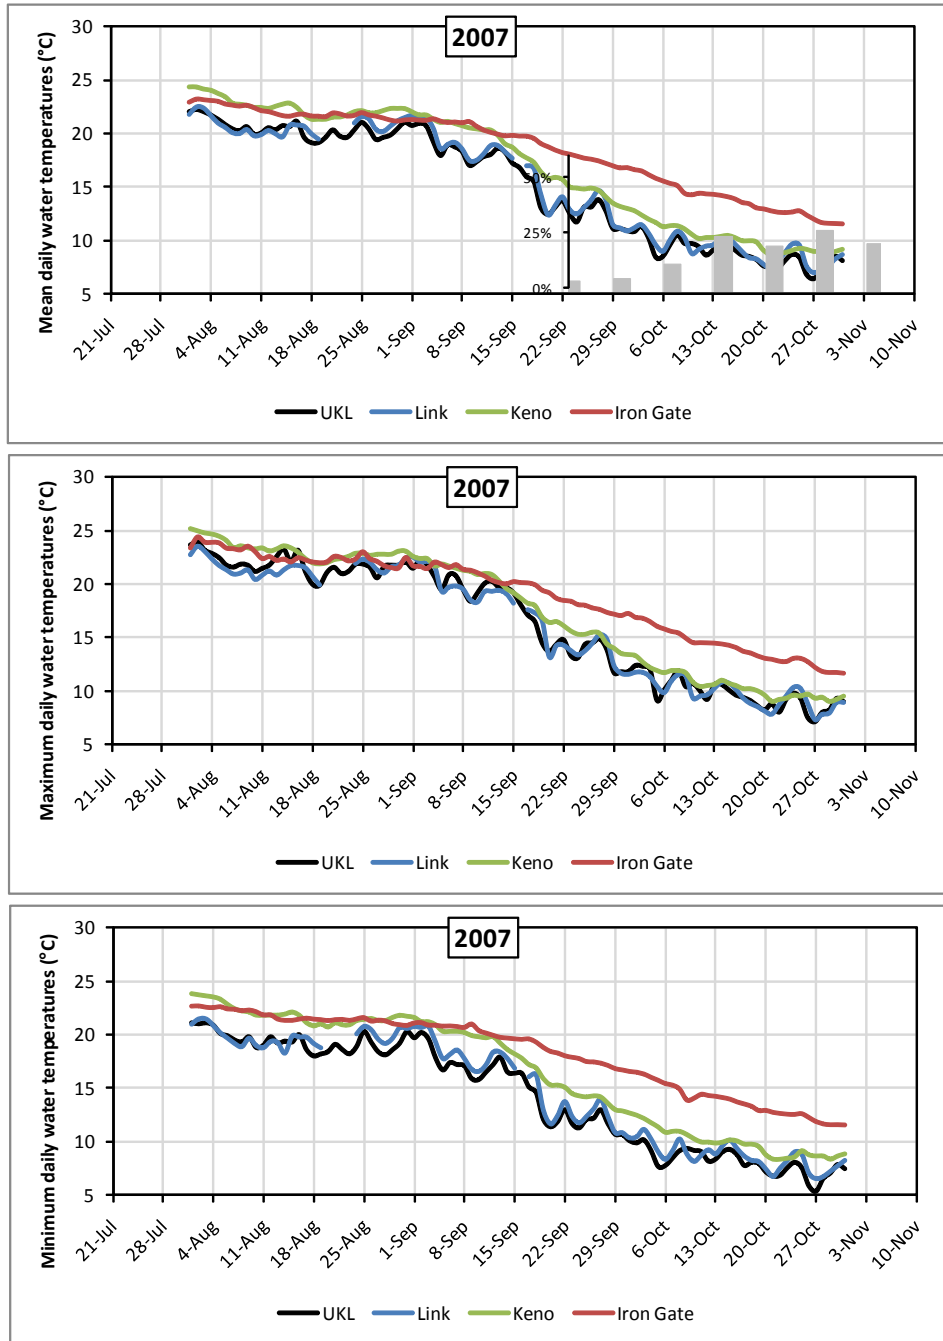 2007
Mean daily water temperatures (°C)
30
25
20
15
10
5
50%
25%
0%
21-Jul 28-Jul 4-Aug 11-Aug 18-Aug 25-Aug 1-Sep 8-Sep 15-Sep 22-Sep 29-Sep 6-Oct 13-Oct 20-Oct 27-Oct 3-Nov 10-Nov
UKL Link Keno Iron Gate
2007
Maximum daily water temperatures (°C)
30
25
20
15
10
5
21-Jul 28-Jul 4-Aug 11-Aug 18-Aug 25-Aug 1-Sep 8-Sep 15-Sep 22-Sep 29-Sep 6-Oct 13-Oct 20-Oct 27-Oct 3-Nov 10-Nov
UKL Link Keno Iron Gate
2007
Minimum daily water temperatures (°C)
30
25
20
15
10
5
21-Jul 28-Jul 4-Aug 11-Aug 18-Aug 25-Aug 1-Sep 8-Sep 15-Sep 22-Sep 29-Sep 6-Oct 13-Oct 20-Oct 27-Oct 3-Nov 10-Nov
UKL Link Keno Iron Gate